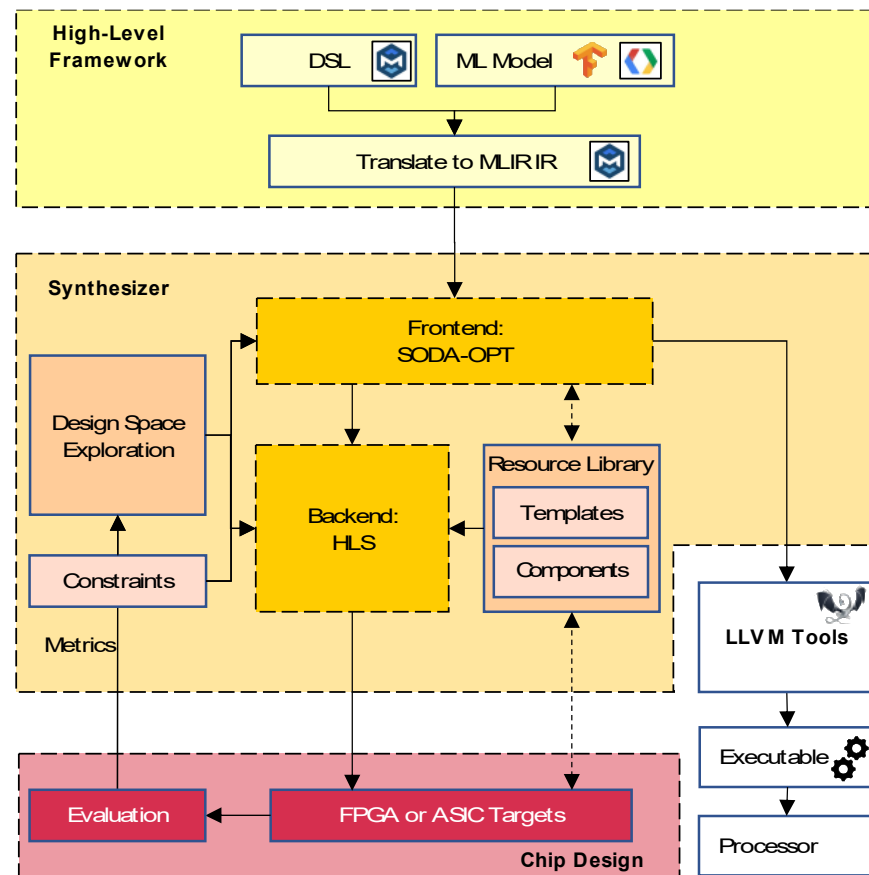 High-Level
Framework
DSL
ML Model
Translate to MLIR IR
Synthesizer
Frontend:
SODA-OPT
Design Space
Exploration
Resource Library
Templates
Backend:
HLS
Components
Constraints
Metrics
LLVM Tools
Executable
Evaluation
FPGA or ASIC Targets
Processor
Chip Design